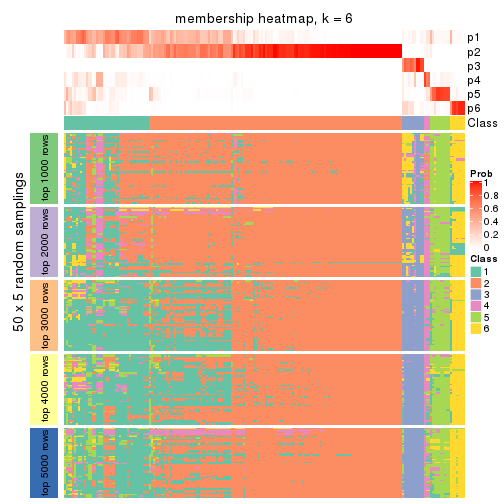 membership heatmap, k = 6
p1
p2
p3
p4
p5
p6
Class
50 x 5 random samplings
top 1000 rows
top 2000 rows
top 3000 rows
top 4000 rows
top 5000 rows
Prob
1
0.8
0.6
0.4
0.2
0
Class
1
2
3
4
5
6